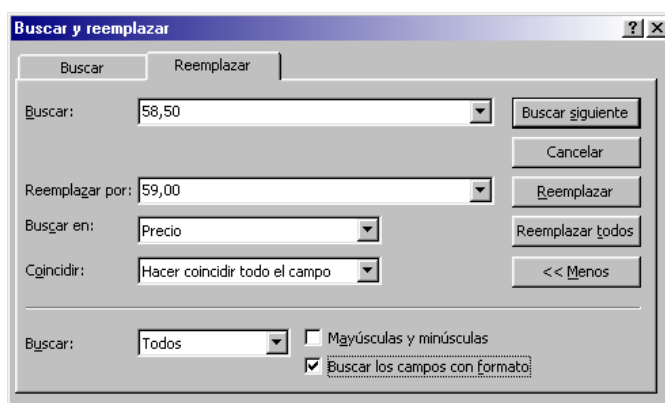 Buscar y reemplazar
Buscar
Reemplazar
Buscar:
58,50
Buscar siguiente
Cancelar
Reemplazar por:
59,00
Reemplazar
Buscar en:
Precio
Reemplazar todos
Coincidir:
Hacer coincidir todo el campo
<< Menos
Buscar:
Todos
Mayúsculas y minúsculas
Buscar los campos con formato